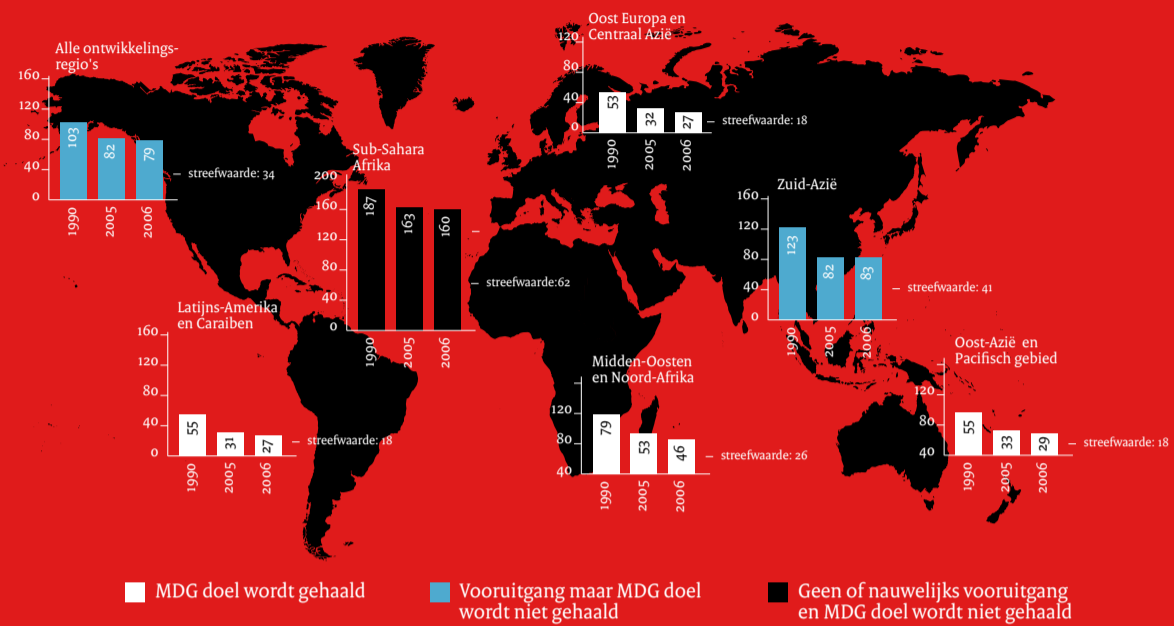 Alle ontwikkelings-
regio's
160
120
80
40
0
103
82
79
streefwaarde: 34
1990
2005
2006
Sub-Sahara
Afrika
200
160
120
80
40
0
187
163
160
streefwaarde:62
1990
2005
2006
Oost Europa en
Centraal Azië
120
80
40
0
53
32
27
streefwaarde: 18
1990
2005
2006
Zuid-Azië
160
120
80
40
0
123
82
83
streefwaarde: 41
1990
2005
2006
Latijns-Amerika
en Caraiben
160
120
80
40
0
55
31
27
streefwaarde: 18
1990
2005
2006
Midden-Oosten
en Noord-Afrika
120
80
40
79
53
46
streefwaarde: 26
1990
2005
2006
Oost-Azië en
Pacifisch gebied
120
80
40
55
33
29
streefwaarde: 18
1990
2005
2006
MDG doel wordt gehaald
Vooruitgang maar MDG doel
wordt niet gehaald
Geen of nauwelijks vooruitgang
en MDG doel wordt niet gehaald